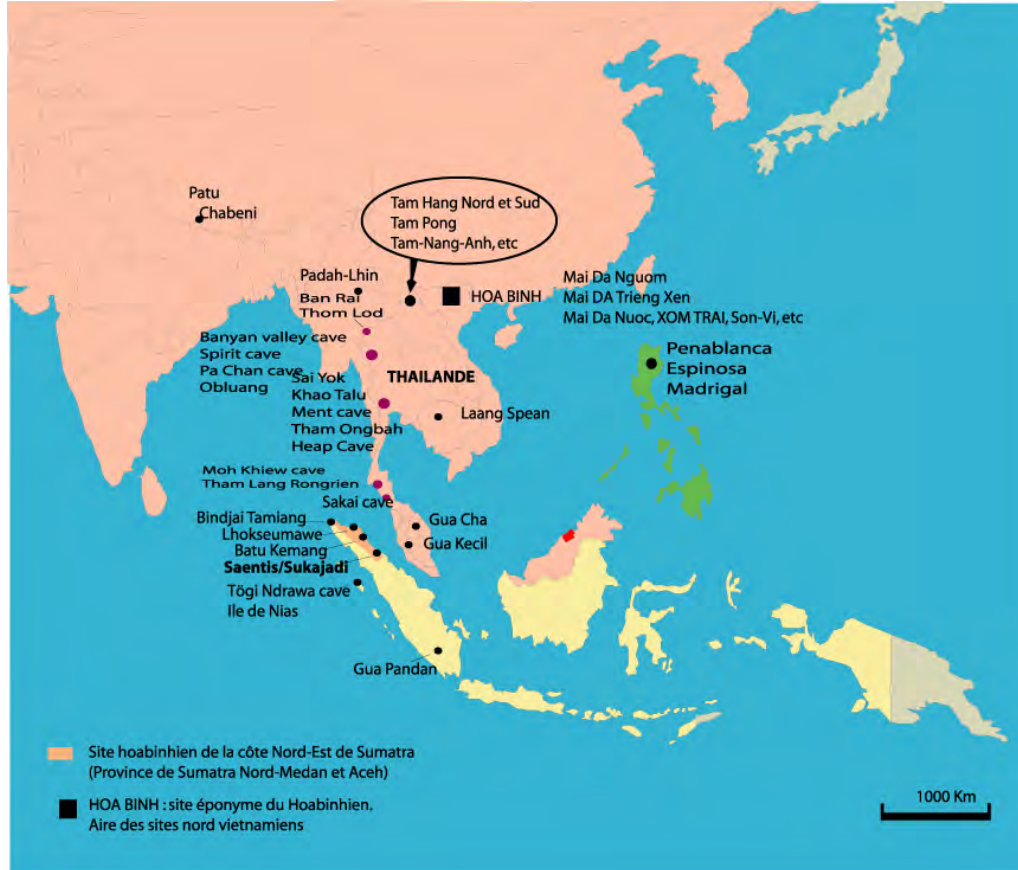 Patu
Chabeni
Tam Hang Nord et Sud
Tam Pong
Tam-Nang-Anh, etc
Padah-Lhin
Ban Rai
Thom Lod
HOA BINH
Mai Da Nguom
Mai DA Trieng Xen
Mai Da Nuoc, XOM TRAI, Son-Vi, etc
Banyan valley cave
Spirit cave
Pa Chan cave
Obluang
Penablanca
Espinosa
Madrigal
THAILANDE
Sai Yok
Khao Talu
Ment cave
Tham Ongbah
Heap Cave
Laang Spean
Moh Khiew cave
Tham Lang Rongrien
Sakai cave
Bindjai Tamiang
Lhokseumawe
Batu Kemang
Saentis/Sukajadi
Gua Cha
Gua Kecil
Tögi Ndrawa cave
Ile de Nias
Gua Pandan
Site hoabinhien de la côte Nord-Est de Sumatra
(Province de Sumatra Nord-Medan et Aceh)
HOA BINH : site éponyme du Hoabinhien.
Aire des sites nord vietnamiens
1000 Km